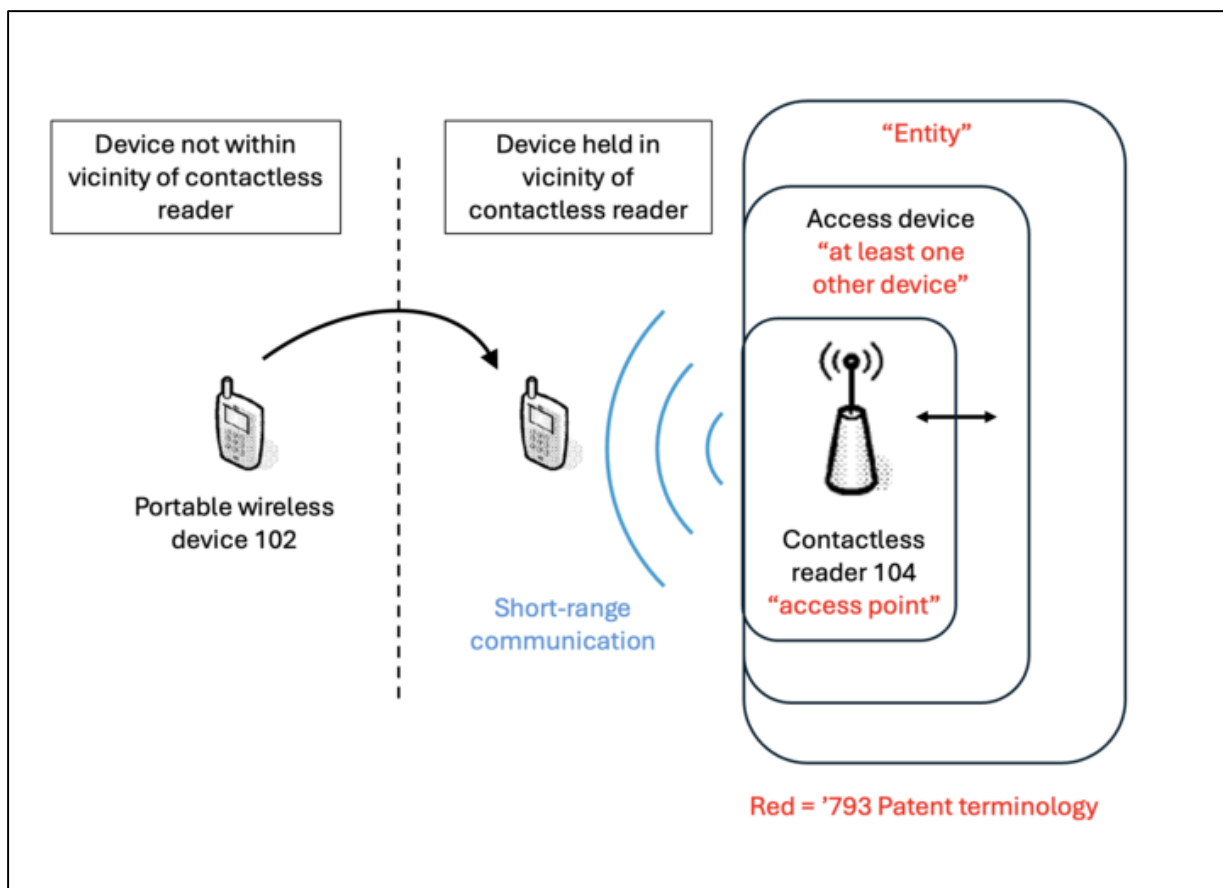 Device not within
vicinity of contactless
reader
Device held in
vicinity of
contactless reader
“Entity”
Access device
“at least one
other device”
Portable wireless
device 102
Short-range
communication
Contactless
reader 104
“access point”
Red = ’793 Patent terminology